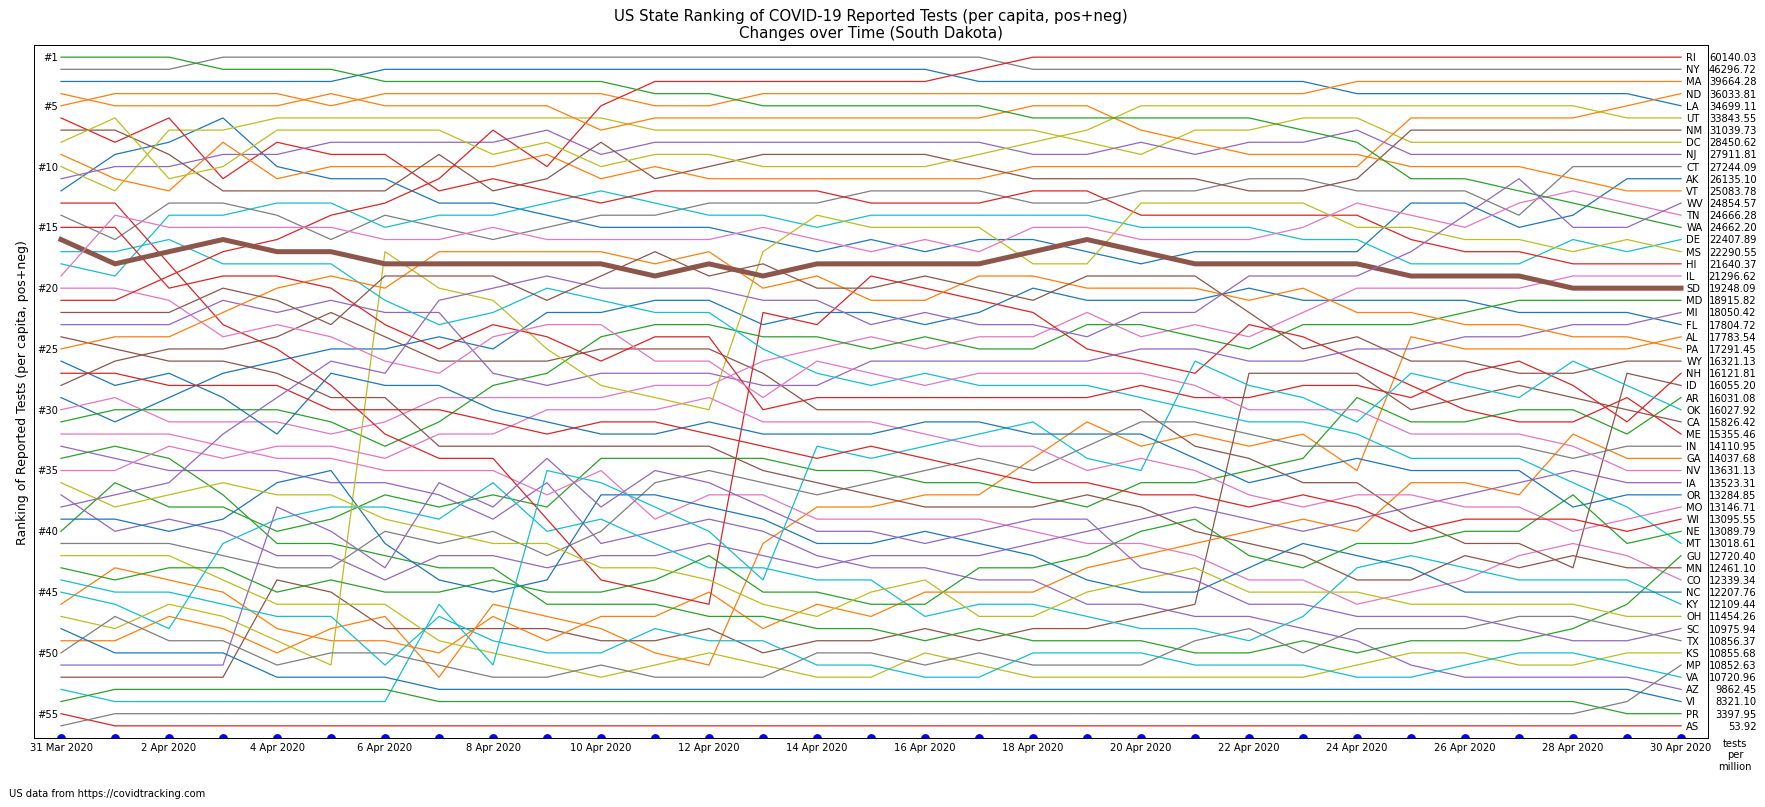 US State Ranking of COVID-19 Reported Tests (per capita, pos+neg)
Changes over Time (South Dakota)
Ranking of Reported Tests (per capita, pos+neg)
#1
#5
#10
#15
#20
#25
#30
#35
#40
#45
#50
#55
RI 60140.03
NY 46296.72
MA 39664.28
ND 36033.81
LA 34699.11
UT 33843.55
NM 31039.73
DC 28450.62
NJ 27911.81
CT 27244.09
AK 26135.10
VT 25083.78
WV 24854.57
TN 24666.28
WA 24662.20
DE 22407.89
MS 22290.55
HI 21640.37
IL 21296.62
SD 19248.09
MD 18915.82
MI 18050.42
FL 17804.72
AL 17783.54
PA 17291.45
WY 16321.13
NH 16121.81
ID 16055.20
AR 16031.08
OK 16027.92
CA 15826.42
ME 15355.46
IN 14110.95
GA 14037.68
NV 13631.13
IA 13523.31
OR 13284.85
MO 13146.71
WI 13095.55
NE 13089.79
MT 13018.61
GU 12720.40
MN 12461.10
CO 12339.34
NC 12207.76
KY 12109.44
OH 11454.26
SC 10975.94
TX 10856.37
KS 10855.68
MP 10852.63
VA 10720.96
AZ 9862.45
VI 8321.10
PR 3397.95
AS 53.92
31 Mar 2020 2 Apr 2020 4 Apr 2020 6 Apr 2020 8 Apr 2020 10 Apr 2020 12 Apr 2020 14 Apr 2020 16 Apr 2020 18 Apr 2020 20 Apr 2020 22 Apr 2020 24 Apr 2020 26 Apr 2020 28 Apr 2020 30 Apr 2020
tests
per
million
US data from https://covidtracking.com